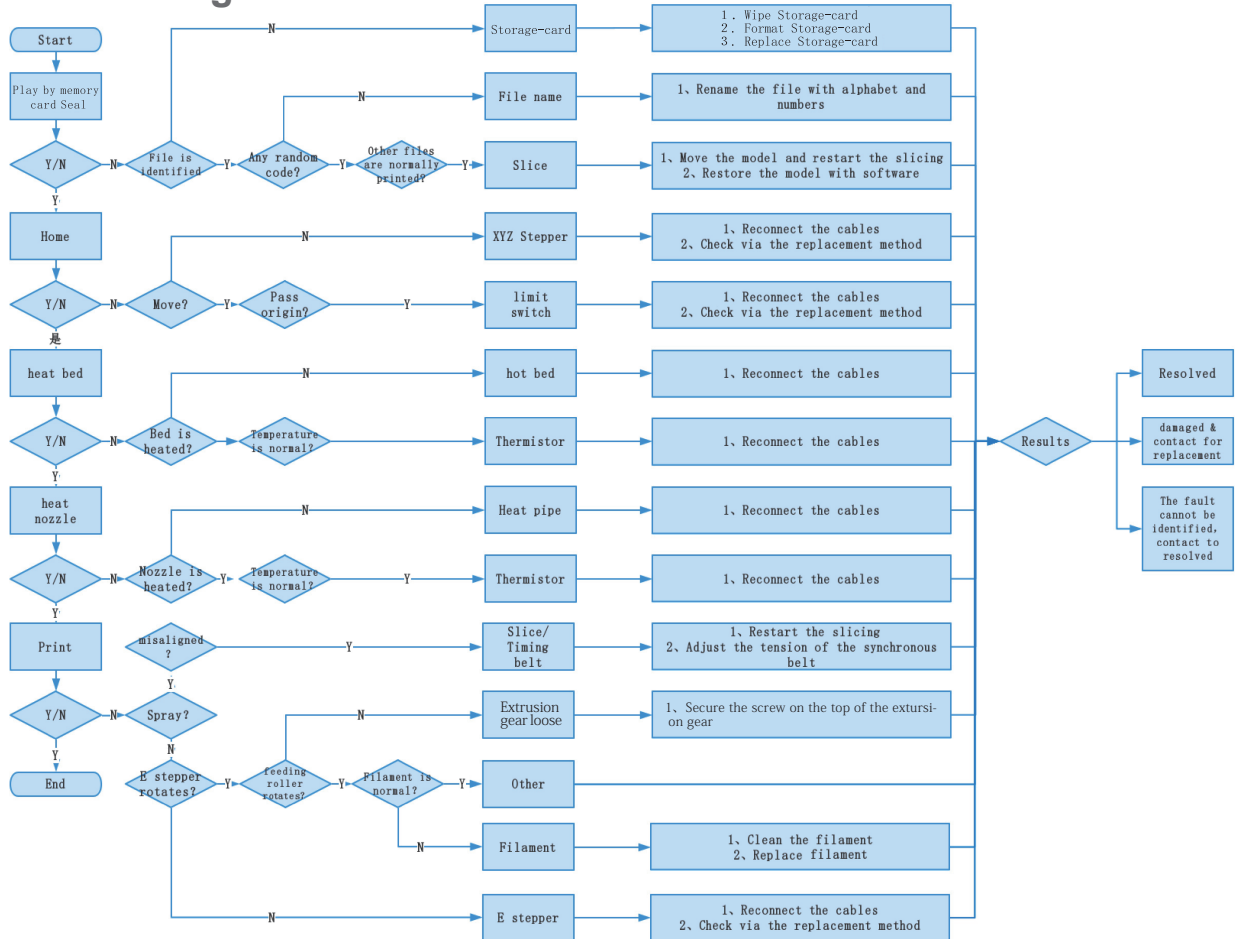 g
N
Storage-card
1. Wipe Storage-card
2. Format Storage-card
3. Replace Storage-card
Start
Play by memory
card Seal
N
File name
1、Rename the file with alphabet and
numbers
Y/N
N
File is
identified
Y
Any random
code?
Y
Other files
are normally
printed?
Y
Slice
1、Move the model and restart the slicing
2、Restore the model with software
Y
Home
N
XYZ Stepper
1、Reconnect the cables
2、Check via the replacement method
Y/N
N
Move?
Y
Pass
origin?
Y
limit
switch
1、Reconnect the cables
2、Check via the replacement method
是
heat bed
N
hot bed
1、Reconnect the cables
Y/N
N
Bed is
heated?
Temperature
is normal?
Thermistor
1、Reconnect the cables
Y
heat
nozzle
N
Heat pipe
1、Reconnect the cables
Y/N
N
Nozzle is
heated?
Y
Temperature
is normal?
Y
Thermistor
1、Reconnect the cables
Y
Print
misaligned
?
Y
Slice/
Timing
belt
1、Restart the slicing
2、Adjust the tension of the synchronous
belt
Y
Y/N
N
Spray?
N
Extrusion
gear loose
1、Secure the screw on the top of the extursi-
on gear
Y
N
End
E stepper
rotates?
Y
feeding
roller
rotates?
Y
Filament is
normal?
Y
Other
N
Filament
1、Clean the filament
2、Replace filament
N
E stepper
1、Reconnect the cables
2、Check via the replacement method
Results
Resolved
damaged &
contact for
replacement
The fault
cannot be
identified,
contact to
resolved